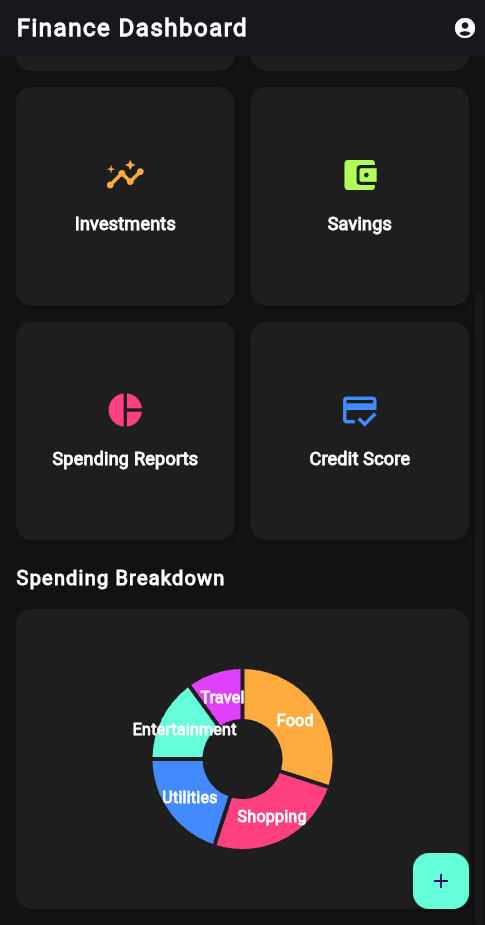 Finance Dashboard
Investments
Savings
Spending Reports
Credit Score
Spending Breakdown
Travel
Food
Entertainment
Utilities
Shopping
+